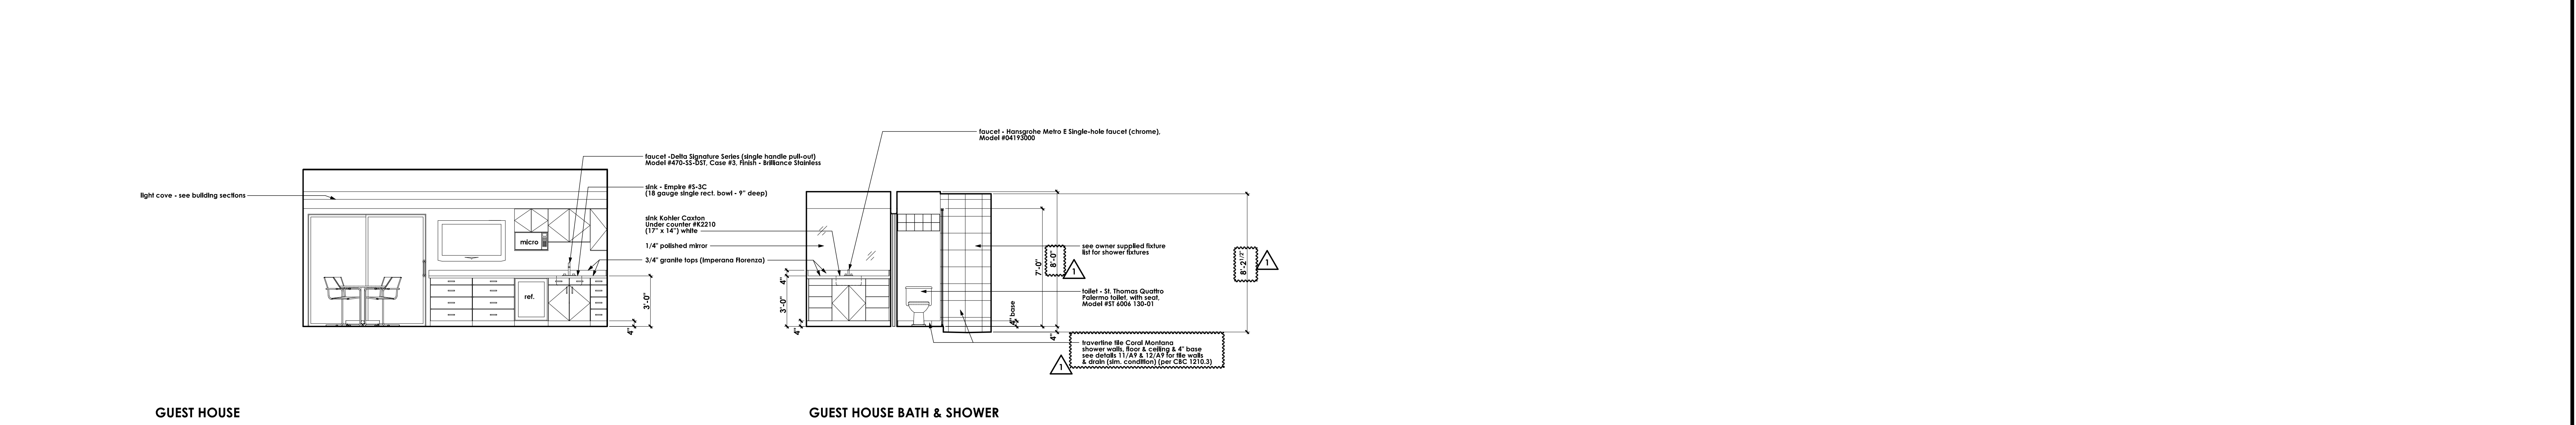 faucet - Hansgrohe Metro E Single-hole faucet (chrome),
Model #04193000
faucet -Delta Signature Series (single handle pull-out)
Model #470-SS-DST, Case #3, Finish - Brilliance Stainless
light cove - see building sections
sink - Empire #S-3C
(18 gauge single rect. bowl - 9" deep)
sink Kohler Caxton
Under counter #K2210
(17" x 14") white
1/4" polished mirror
3/4" granite tops (Imperana Florenza)
micro
ref.
3'-0"
4"
4"
3'-0"
4"
4" base
7'-0"
8'-0"
1
4"
8'-2 1/2"
1
see owner supplied fixture
list for shower fixtures
toilet - St. Thomas Quattro
Palermo toilet, with seat,
Model #ST 6006 130-01
travertine tile Coral Montana
shower walls, floor & ceiling & 4" base
see details 11/A9 & 12/A9 for tile walls
& drain (sim. condition) (per CBC 1210.3)
1
GUEST HOUSE
GUEST HOUSE BATH & SHOWER